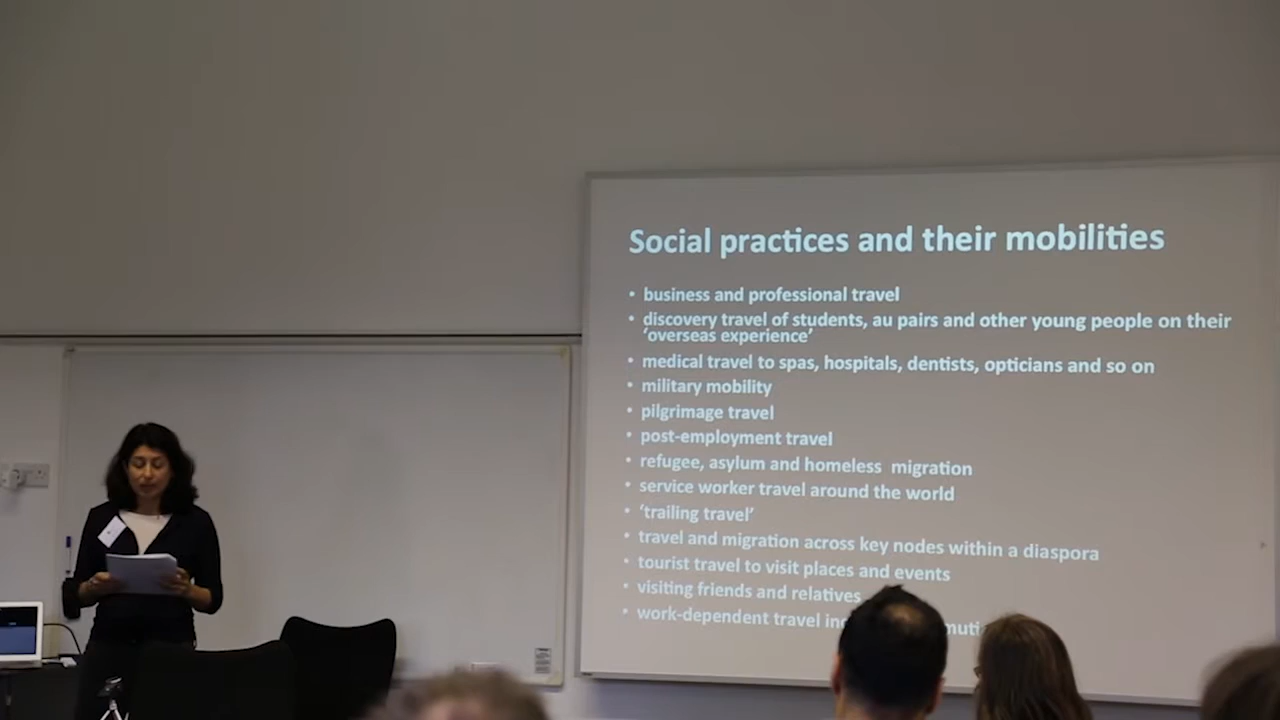 Social practices and their mobilities
• business and professional travel
• discovery travel of students, au pairs and other young people on their
‘overseas experience’
• medical travel to spas, hospitals, dentists, opticians and so on
• military mobility
• pilgrimage travel
• post-employment travel
• refugee, asylum and homeless migration
• service worker travel around the world
• ‘trailing travel’
• travel and migration across key nodes within a diaspora
• tourist travel to visit places and events
• visiting friends and relatives
• work-dependent travel